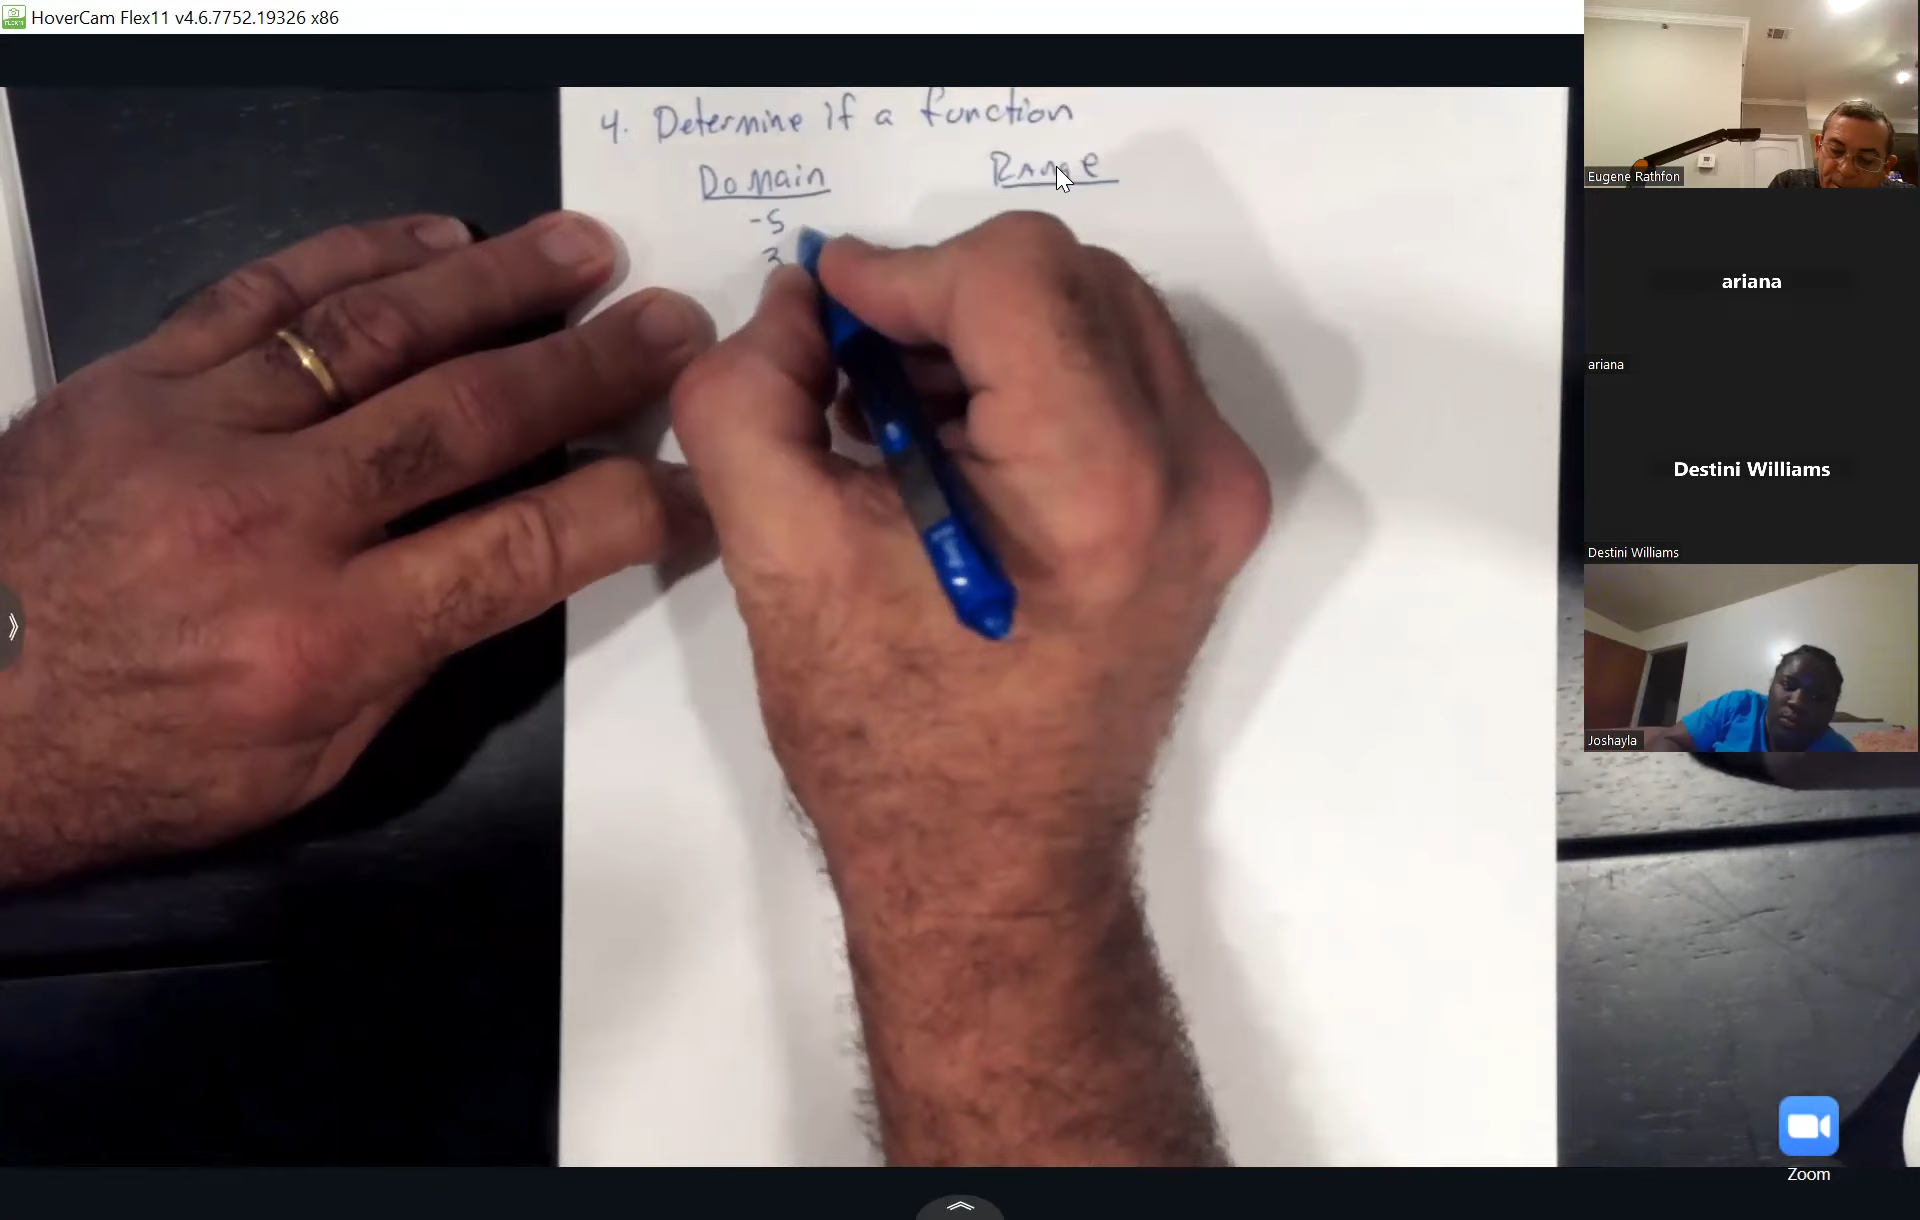 HoverCam Flex11 v4.6.7752.19326 x86
4. Determine if a function
Domain Range
-5
3
Eugene Rathfon
ariana
ariana
Destini Williams
Destini Williams
Joshayla
Zoom